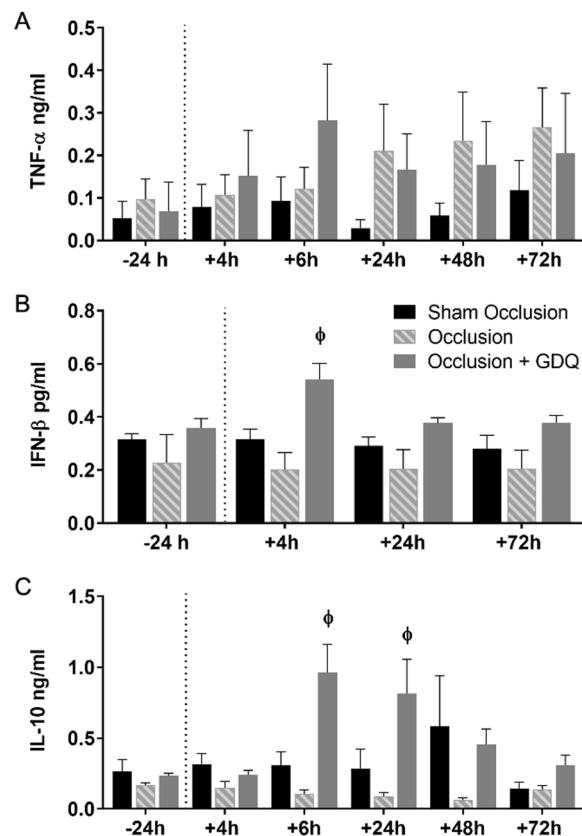 A
TNF-α ng/ml
0.5
0.4
0.3
0.2
0.1
0.0
-24 h +4h +6h +24h +48h +72h
B
IFN-β pg/ml
0.8
0.6
0.4
0.2
0.0
ϕ
Sham Occlusion
Occlusion
Occlusion + GDQ
-24 h +4h +24h +72h
C
IL-10 ng/ml
1.5
1.0
0.5
0.0
ϕ ϕ
-24h +4h +6h +24h +48h +72h